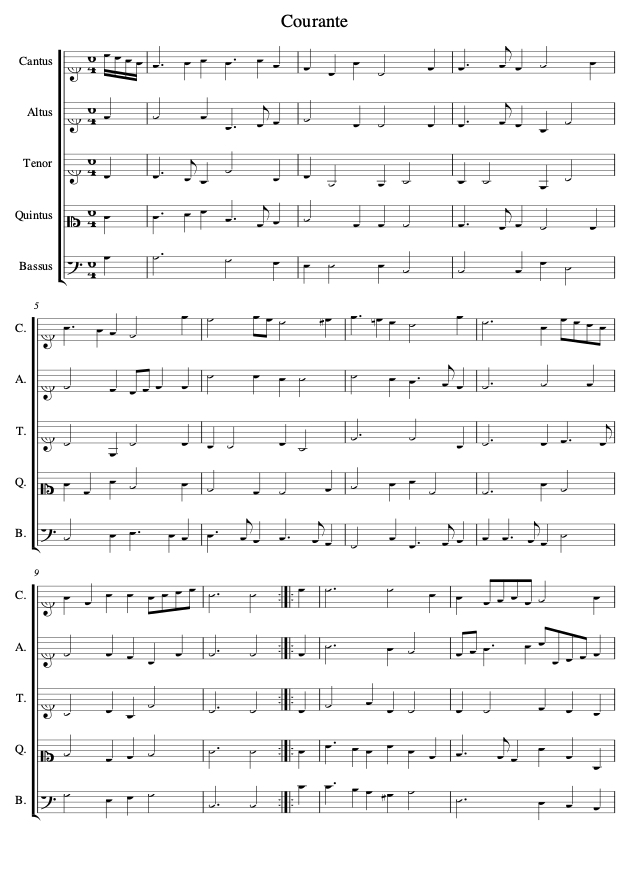 Courante
Cantus
Altus
Tenor
Quintus
Bassus
5
C.
A.
T.
Q.
B.
9
C.
A.
T.
Q.
B.